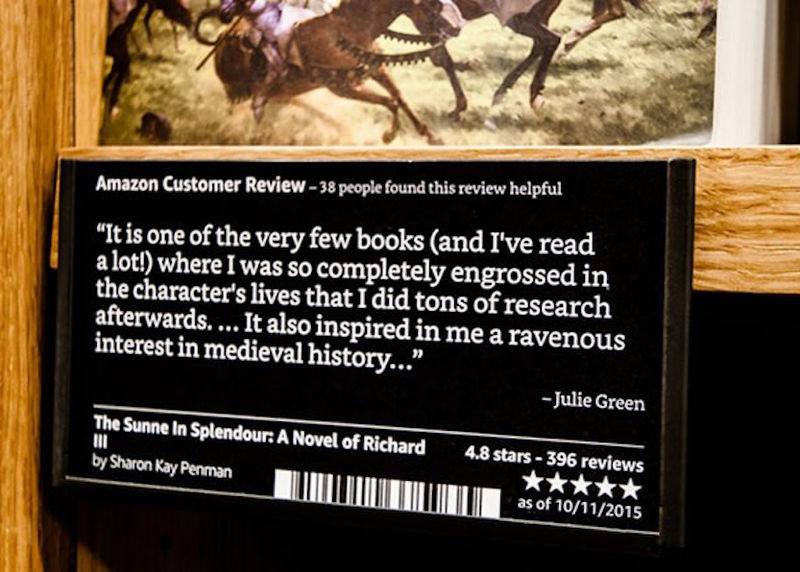 Amazon Customer Review – 38 people found this review helpful
“It is one of the very few books (and I've read
a lot!) where I was so completely engrossed in
the character's lives that I did tons of research
afterwards. ... It also inspired in me a ravenous
interest in medieval history...”
– Julie Green
The Sunne In Splendour: A Novel of Richard
III
by Sharon Kay Penman
4.8 stars - 396 reviews
as of 10/11/2015